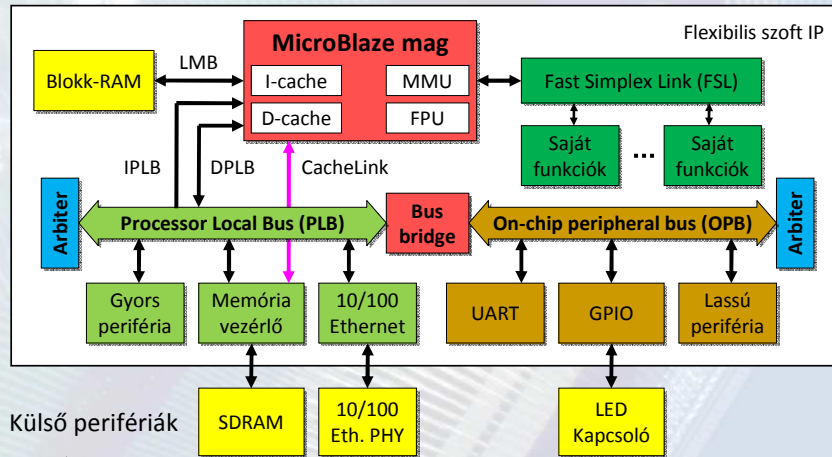 MicroBlaze mag
Flexibilis szoft IP
Blokk-RAM
LMB
I-cache
MMU
D-cache
FPU
Fast Simplex Link (FSL)
Saját
funkciók
...
Saját
funkciók
IPLB
DPLB
CacheLink
Arbiter
Processor Local Bus (PLB)
Bus
bridge
On-chip peripheral bus (OPB)
Arbiter
Gyors
periféria
Memória
vezérlő
10/100
Ethernet
UART
GPIO
Lassú
periféria
Külső perifériák
SDRAM
10/100
Eth. PHY
LED
Kapcsoló